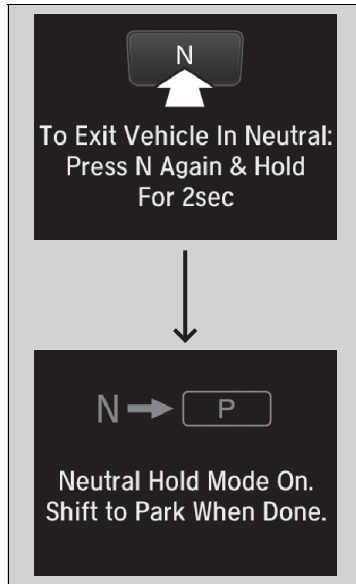 N
To Exit Vehicle In Neutral:
Press N Again & Hold
For 2sec
N P
Neutral Hold Mode On.
Shift to Park When Done.